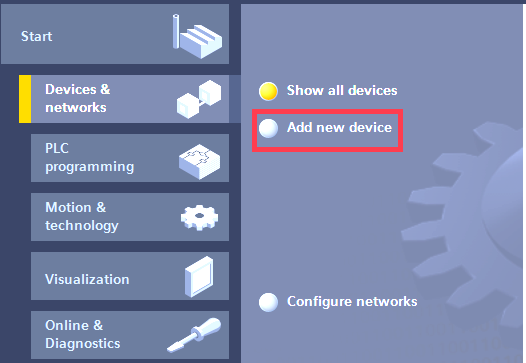 Start
Devices &
networks
PLC
programming
Motion &
technology
Visualization
Online &
Diagnostics
Show all devices
Add new device
Configure networks